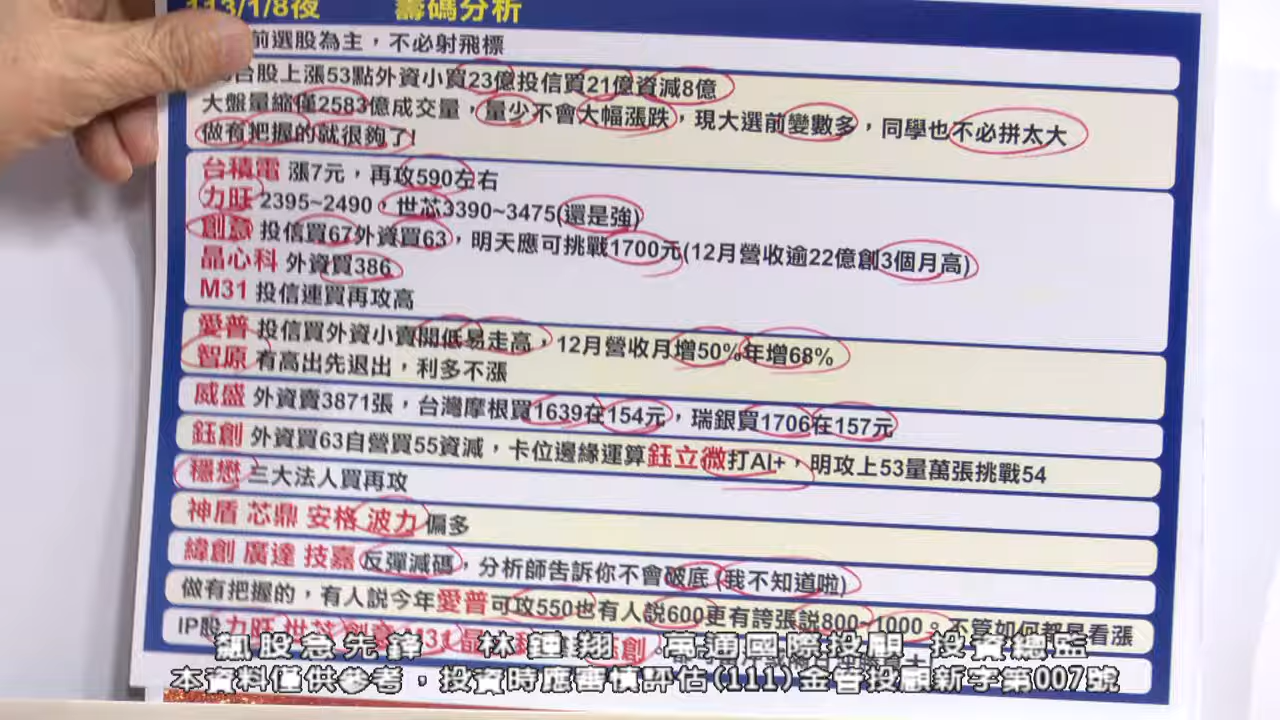 113/1/8夜 籌碼分析
前選股為主，不必射飛標
台股上漲53點外資小買23億投信買21億資減8億
大盤量縮僅2583億成交量，量少不會大幅漲跌，現大選前變數多，同學也不必拼太大
做有把握的就很夠了!
台積電 漲7元，再攻590左右
力旺 2395~2490，世芯3390~3475(還是強)
創意 投信買67外資買63，明天應可挑戰1700元(12月營收逾22億創3個月高)
晶心科 外資買386
M31 投信連買再攻高
愛普 投信買外資小賣開低易走高，12月營收月增50%年增68%
智原 有高出先退出，利多不漲
威盛 外資賣3871張，台灣摩根買1639在154元，瑞銀買1706在157元
鈺創 外資買63自營買55資減，卡位邊緣運算鈺立微打AI+，明攻上53量萬張挑戰54
穩懋 三大法人買再攻
神盾 芯鼎 安格 波力 偏多
緯創 廣達 技嘉 反彈減碼，分析師告訴你不會破底 (我不知道啦)
做有把握的，有人說今年愛普可攻550也有人說600更有誇張說800~1000。不管如何都是看漲
IP股力旺 世芯 創意 M31
飆股急先鋒 林鍾翔 萬通國際投顧 投資總監
本資料僅供參考，投資時應審慎評估(111)金管投顧新字第007號